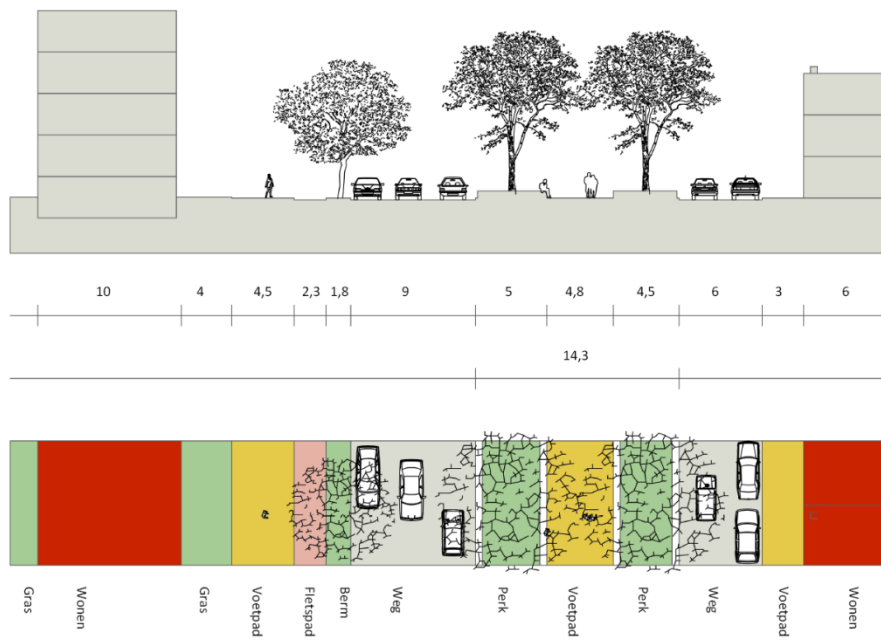 10 4 4,5 2,3 1,8 9 5 4,8 4,5 6 3 6
14,3
Gras
Wonen
Gras
Voetpad
Fietspad
Berm
Weg
Perk
Voetpad
Perk
Weg
Voetpad
Wonen